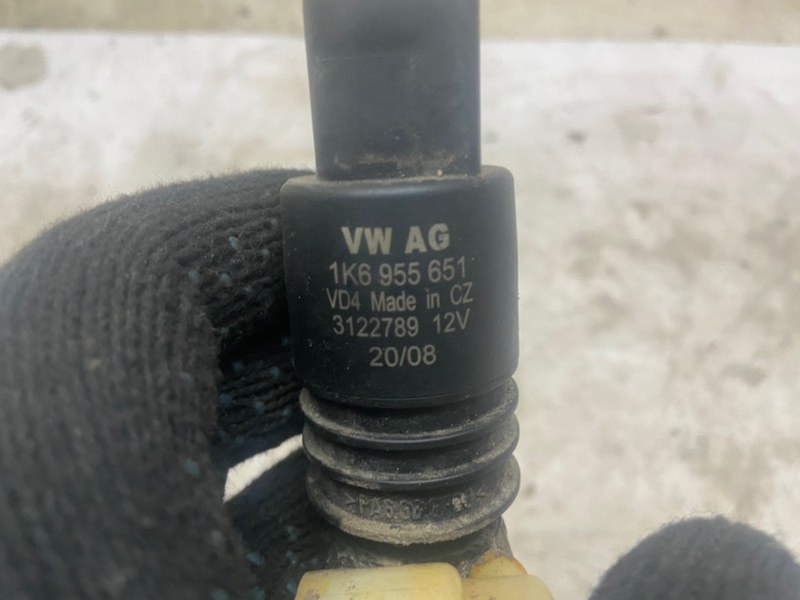 VW AG
1K6 955 651
VD4 Made in CZ
3122789 12V
20/08